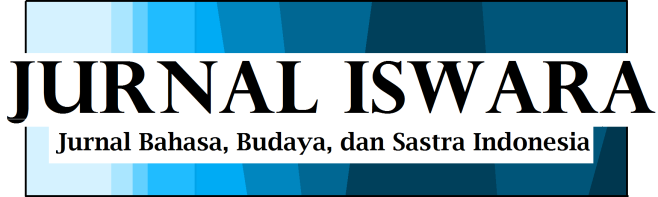 JURNAL ISWARA
Jurnal Bahasa, Budaya, dan Sastra Indonesia